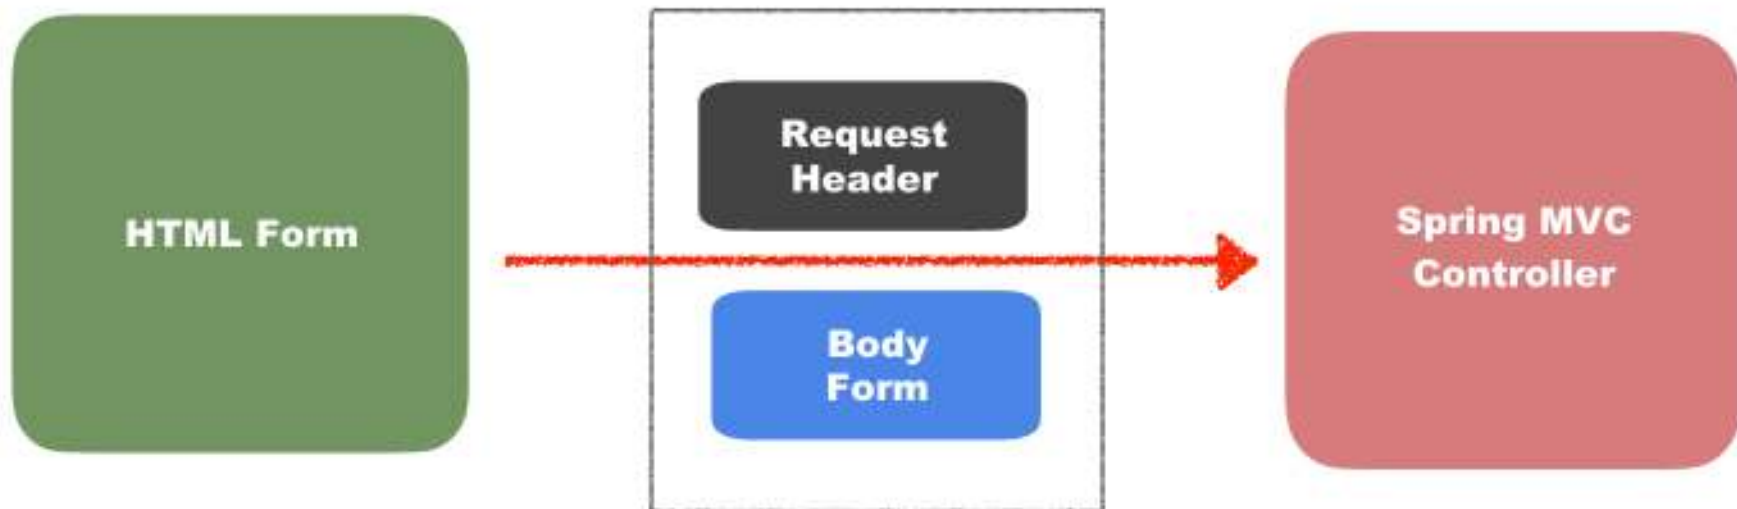 HTML Form
Request
Header
Body
Form
Spring MVC
Controller